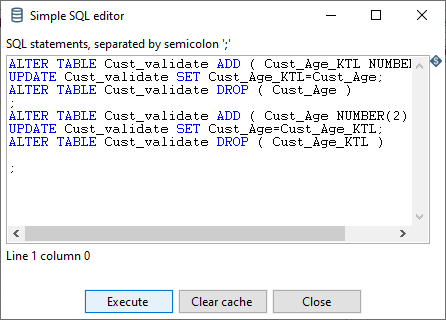 Simple SQL editor
SQL statements, separated by semicolon ';'
ALTER TABLE Cust_validate ADD ( Cust_Age_KTL NUMBE
UPDATE Cust_validate SET Cust_Age_KTL=Cust_Age;
ALTER TABLE Cust_validate DROP ( Cust_Age )
;
ALTER TABLE Cust_validate ADD ( Cust_Age NUMBER(2)
UPDATE Cust_validate SET Cust_Age=Cust_Age_KTL;
ALTER TABLE Cust_validate DROP ( Cust_Age_KTL )
;
Line 1 column 0
Execute
Clear cache
Close